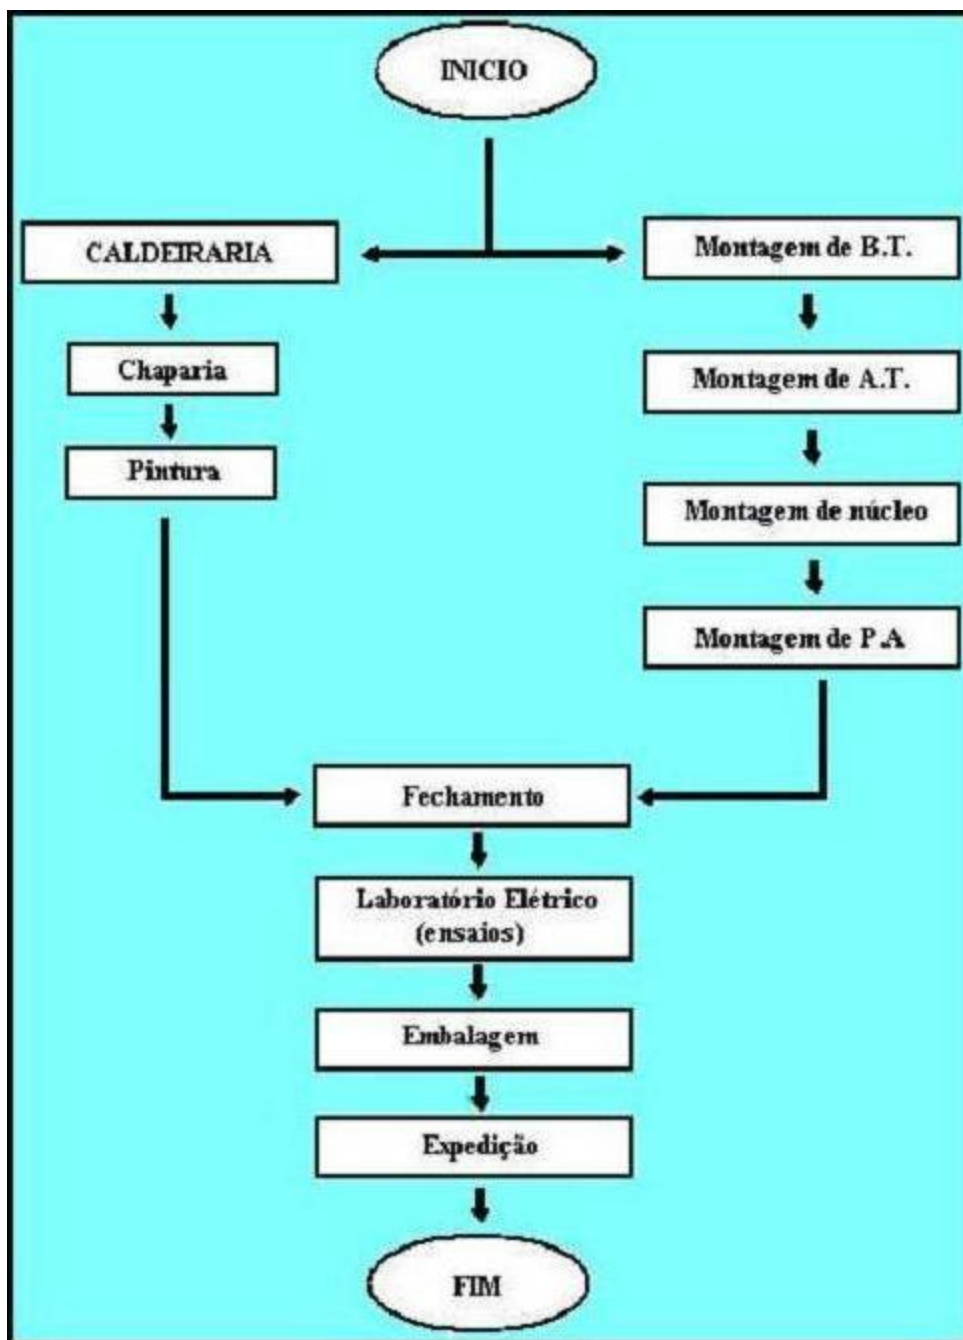 INICIO
CALDEIRARIA
Chaparia
Pintura
Montagem de B.T.
Montagem de A.T.
Montagem de núcleo
Montagem de P.A
Fechamento
Laboratório Elétrico
(ensaios)
Embalagem
Expedição
FIM